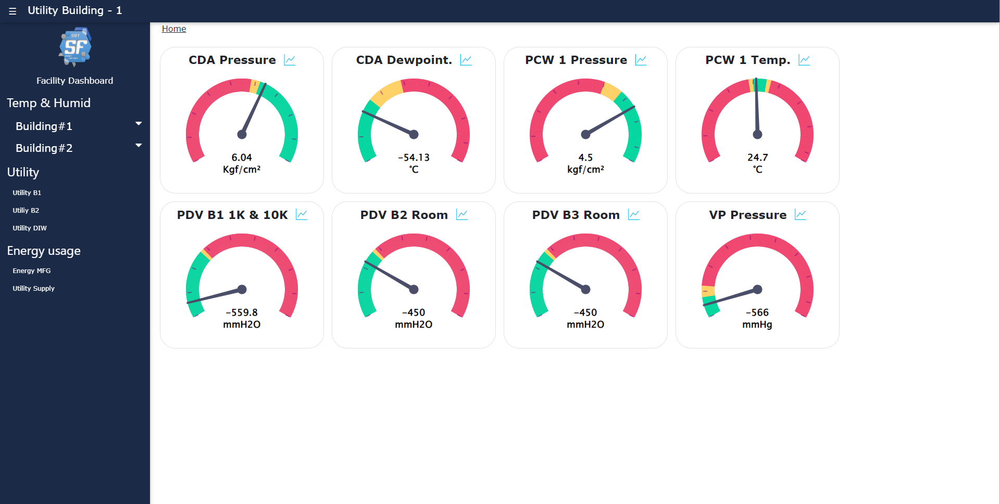 ☰ Utility Building - 1
SDT
SF
Facility Dashboard
Temp & Humid
Building#1
Building#2
Utility
Utility B1
Utiliy B2
Utility DIW
Energy usage
Energy MFG
Utility Supply
Home
CDA Pressure
6.04
Kgf/cm²
CDA Dewpoint.
-54.13
°C
PCW 1 Pressure
4.5
kgf/cm²
PCW 1 Temp.
24.7
°C
PDV B1 1K & 10K
-559.8
mmH2O
PDV B2 Room
-450
mmH2O
PDV B3 Room
-450
mmH2O
VP Pressure
-566
mmHg